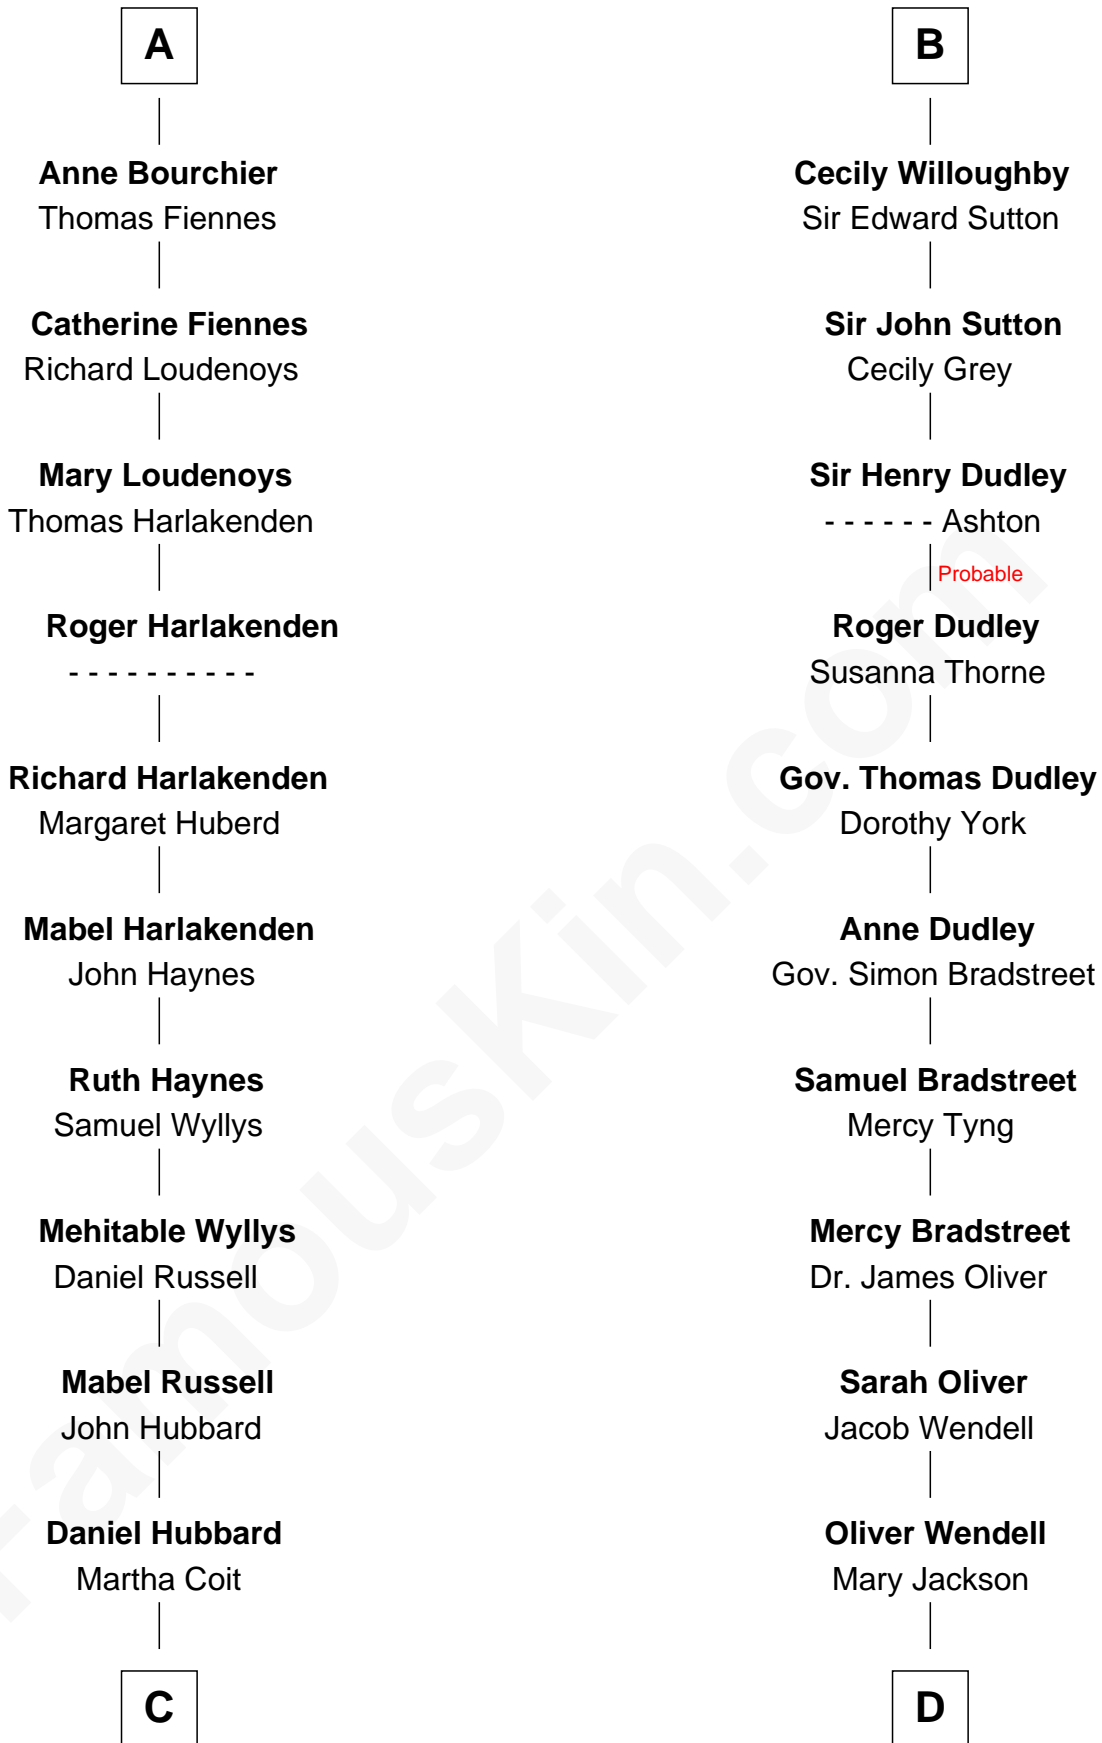 A
Anne Bourchier
Thomas Fiennes
Catherine Fiennes
Richard Loudenoys
Mary Loudenoys
Thomas Harlakenden
Roger Harlakenden
- - - - - - - - - -
Richard Harlakenden
Margaret Huberd
Mabel Harlakenden
John Haynes
Ruth Haynes
Samuel Wyllys
Mehitable Wyllys
Daniel Russell
Mabel Russell
John Hubbard
Daniel Hubbard
Martha Coit
C
B
Cecily Willoughby
Sir Edward Sutton
Sir John Sutton
Cecily Grey
Sir Henry Dudley
- - - - - - Ashton
Probable
Roger Dudley
Susanna Thorne
Gov. Thomas Dudley
Dorothy York
Anne Dudley
Gov. Simon Bradstreet
Samuel Bradstreet
Mercy Tyng
Mercy Bradstreet
Dr. James Oliver
Sarah Oliver
Jacob Wendell
Oliver Wendell
Mary Jackson
D
FamousKin.com